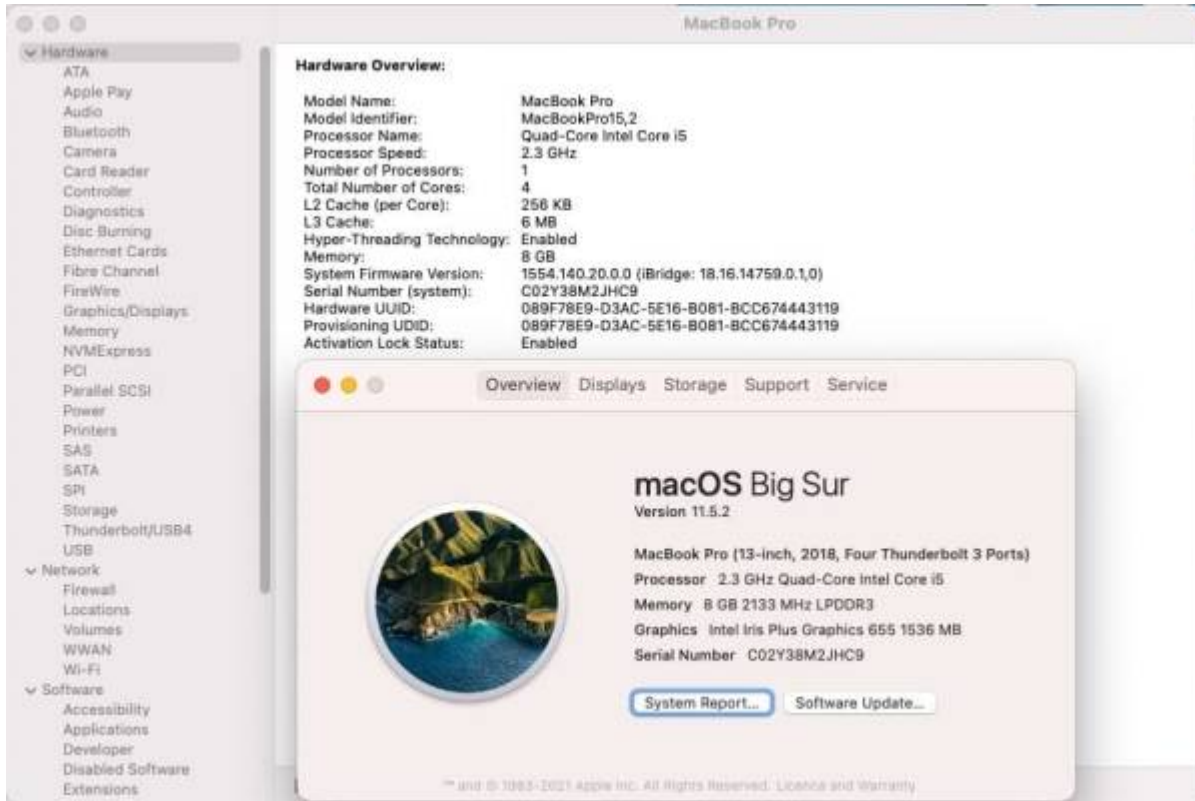 MacBook Pro
Hardware
ATA
Apple Pay
Audio
Bluetooth
Camera
Card Reader
Controller
Diagnostics
Disc Burning
Ethernet Cards
Fibre Channel
FireWire
Graphics/Displays
Memory
NVMExpress
PCI
Parallel SCSI
Power
Printers
SAS
SATA
SPI
Storage
Thunderbolt/USB4
USB
Network
Firewall
Locations
Volumes
WWAN
Wi-Fi
Software
Accessibility
Applications
Developer
Disabled Software
Extensions
Hardware Overview:
Model Name: MacBook Pro
Model Identifier: MacBookPro15,2
Processor Name: Quad-Core Intel Core i5
Processor Speed: 2.3 GHz
Number of Processors: 1
Total Number of Cores: 4
L2 Cache (per Core): 256 KB
L3 Cache: 6 MB
Hyper-Threading Technology: Enabled
Memory: 8 GB
System Firmware Version: 1554.140.20.0.0 (iBridge: 18.16.14759.0.1,0)
Serial Number (system): C02Y38M2JHC9
Hardware UUID: 089F78E9-D3AC-5E16-B081-BCC674443119
Provisioning UDID: 089F78E9-D3AC-5E16-B081-BCC674443119
Activation Lock Status: Enabled
Overview Displays Storage Support Service
macOS Big Sur
Version 11.5.2
MacBook Pro (13-inch, 2018, Four Thunderbolt 3 Ports)
Processor 2.3 GHz Quad-Core Intel Core i5
Memory 8 GB 2133 MHz LPDDR3
Graphics Intel Iris Plus Graphics 655 1536 MB
Serial Number C02Y38M2JHC9
System Report... Software Update...
™ and © 1983-2021 Apple Inc. All Rights Reserved. Licence and Warranty